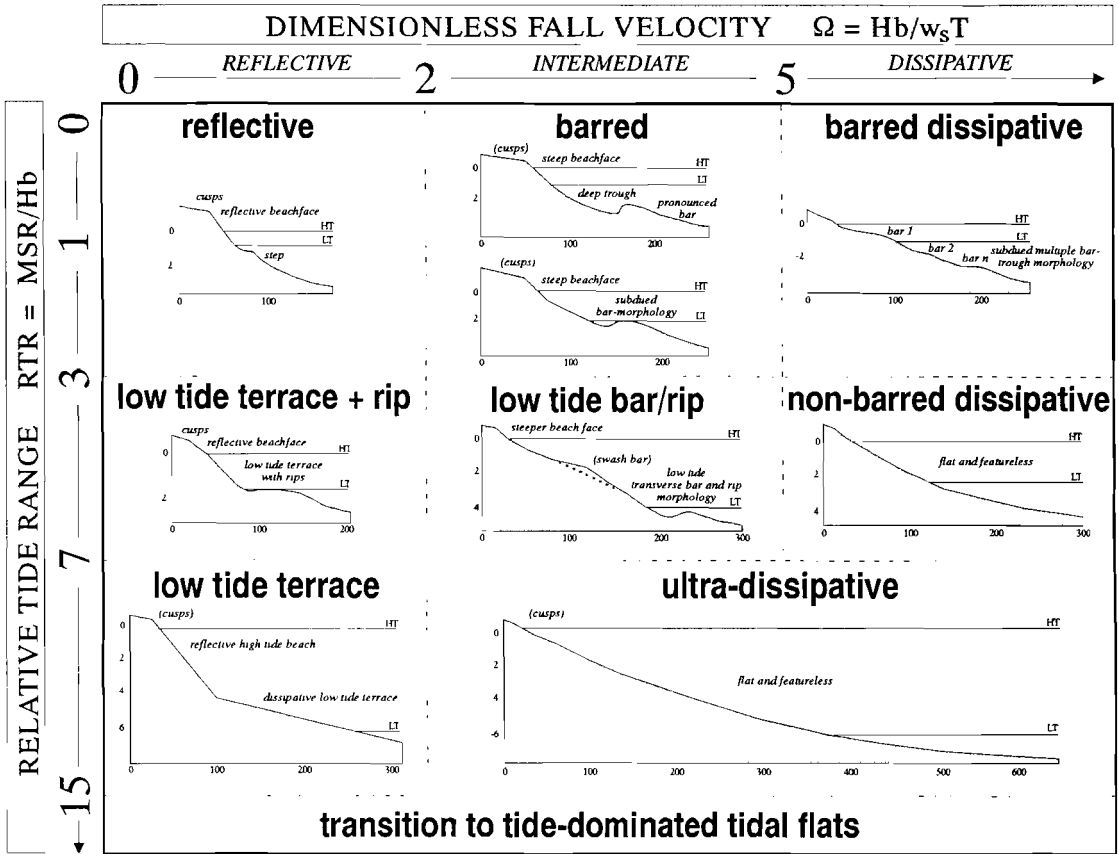 DIMENSIONLESS FALL VELOCITY Ω = Hb/wsT
0 REFLECTIVE 2 INTERMEDIATE 5 DISSIPATIVE
RELATIVE TIDE RANGE RTR = MSR/Hb
0
1
3
7
15
reflective
cusps
reflective beachface
HT
LT
step
0
2
0 100
barred
(cusps)
steep beachface
HT
LT
deep trough
pronounced
bar
0
2
0 100 200
(cusps)
steep beachface
HT
subdued
bar-morphology
LT
0
2
100 200
barred dissipative
HT
bar 1
LT
bar 2
bar n
subdued multiple bar-
trough morphology
0
-2
0 100 200
low tide terrace + rip
cusps
reflective beachface
HT
low tide terrace
with rips
LT
0
2
0 100 200
low tide bar/rip
steeper beach face
HT
(swash bar)
low tide
transverse bar and rip
morphology
LT
0
2
4
0 100 200 300
non-barred dissipative
HT
flat and featureless
LT
0
2
4
0 100 200 300
low tide terrace
(cusps)
HT
reflective high tide beach
dissipative low tide terrace
LT
0
2
4
6
0 100 200 300
ultra-dissipative
(cusps)
HT
flat and featureless
LT
0
2
4
-6
0 100 200 300 400 500 600
transition to tide-dominated tidal flats